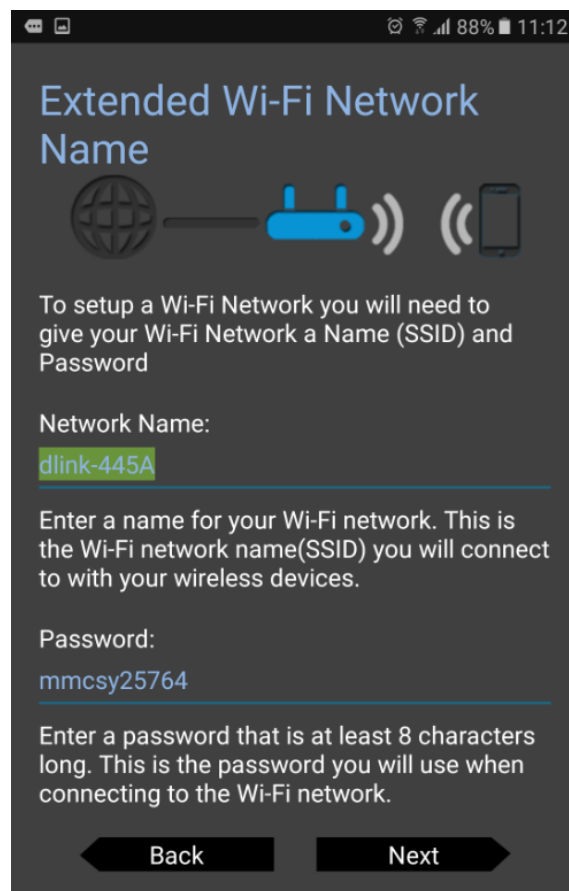 88% 11:12
Extended Wi-Fi Network
Name
To setup a Wi-Fi Network you will need to
give your Wi-Fi Network a Name (SSID) and
Password
Network Name:
dlink-445A
Enter a name for your Wi-Fi network. This is
the Wi-Fi network name(SSID) you will connect
to with your wireless devices.
Password:
mmcsy25764
Enter a password that is at least 8 characters
long. This is the password you will use when
connecting to the Wi-Fi network.
Back Next